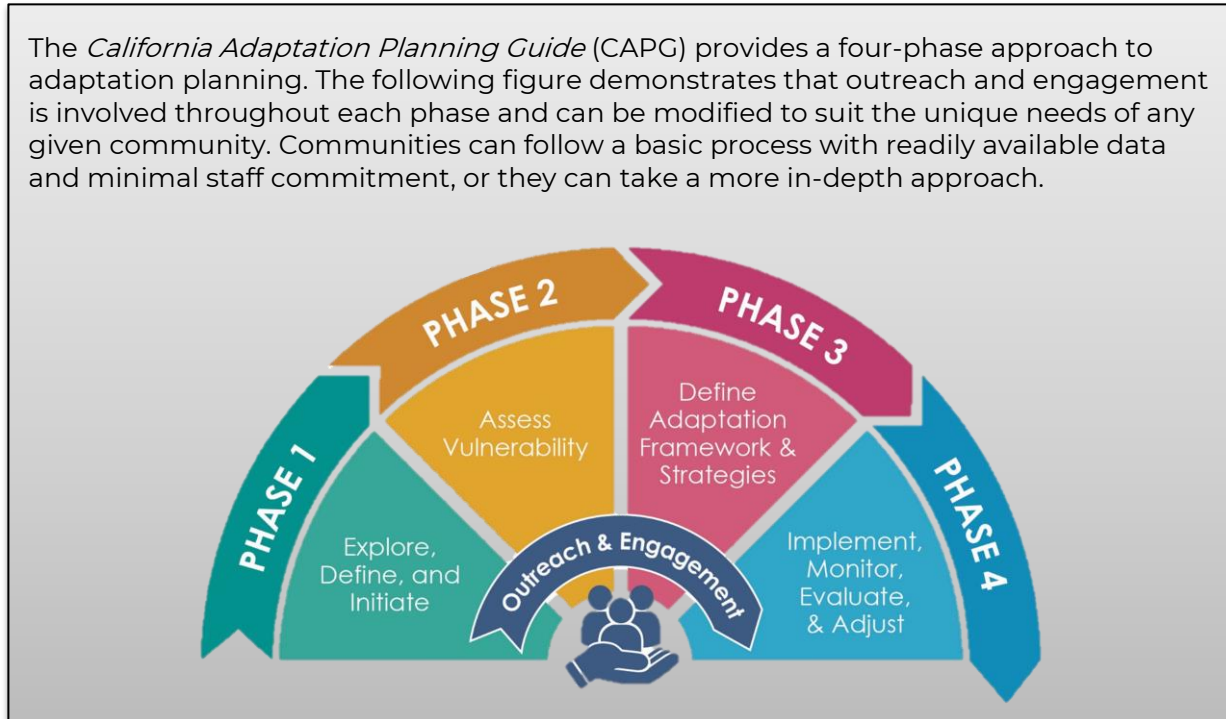 The California Adaptation Planning Guide (CAPG) provides a four-phase approach to
adaptation planning. The following figure demonstrates that outreach and engagement
is involved throughout each phase and can be modified to suit the unique needs of any
given community. Communities can follow a basic process with readily available data
and minimal staff commitment, or they can take a more in-depth approach.
PHASE 1
Explore,
Define, and
Initiate
PHASE 2
Assess
Vulnerability
PHASE 3
Define
Adaptation
Framework &
Strategies
PHASE 4
Implement,
Monitor,
Evaluate,
& Adjust
Outreach & Engagement